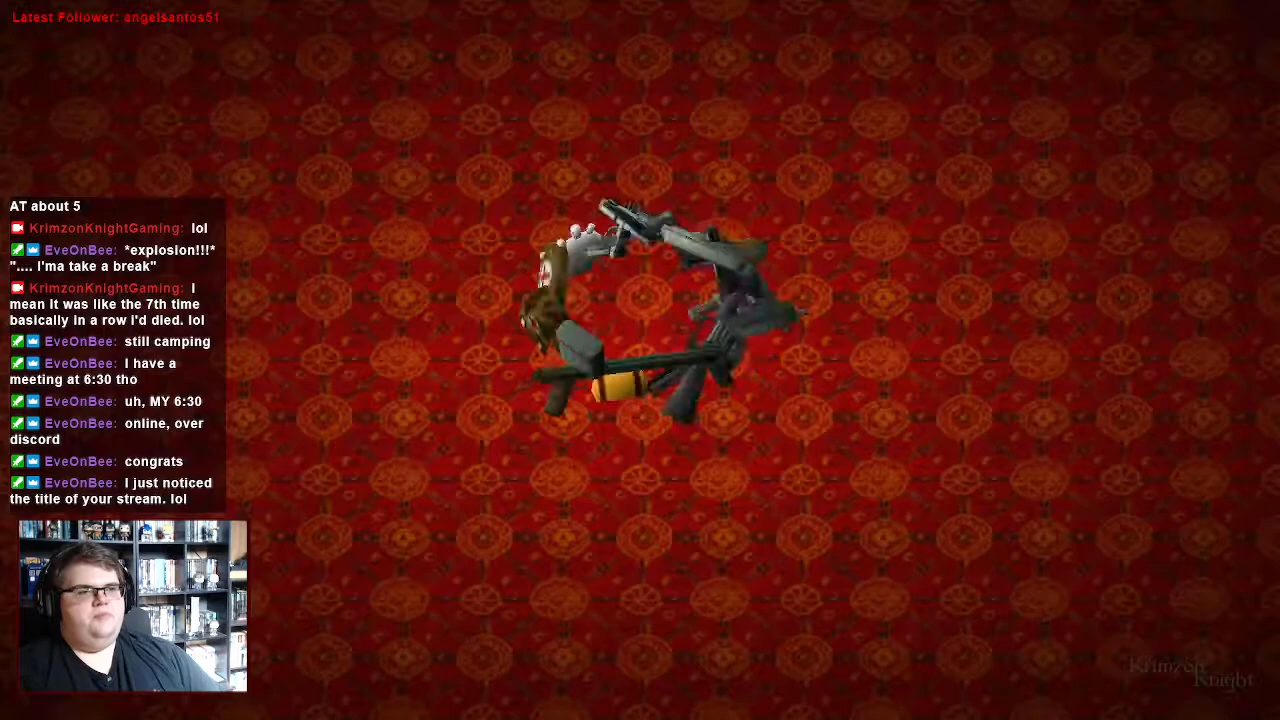 Latest Follower: angelsantos51
AT about 5
KrimzonKnightGaming: lol
EveOnBee: *explosion!!!*
".... I'ma take a break"
KrimzonKnightGaming: I
mean it was like the 7th time
basically in a row I'd died. lol
EveOnBee: still camping
EveOnBee: I have a
meeting at 6:30 tho
EveOnBee: uh, MY 6:30
EveOnBee: online, over
discord
EveOnBee: congrats
EveOnBee: I just noticed
the title of your stream. lol
Krimzon
Knight